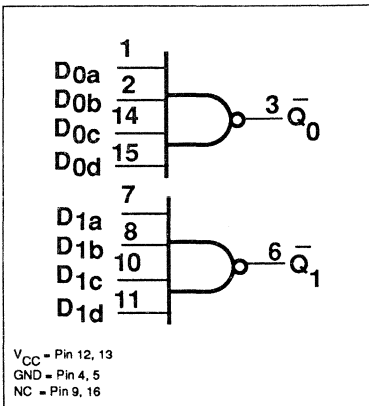 1
D0a
2
D0b
3 Q̄0
14
D0c
15
D0d
7
D1a
8
D1b
6 Q̄1
10
D1c
11
D1d
VCC = Pin 12, 13
GND = Pin 4, 5
NC = Pin 9, 16